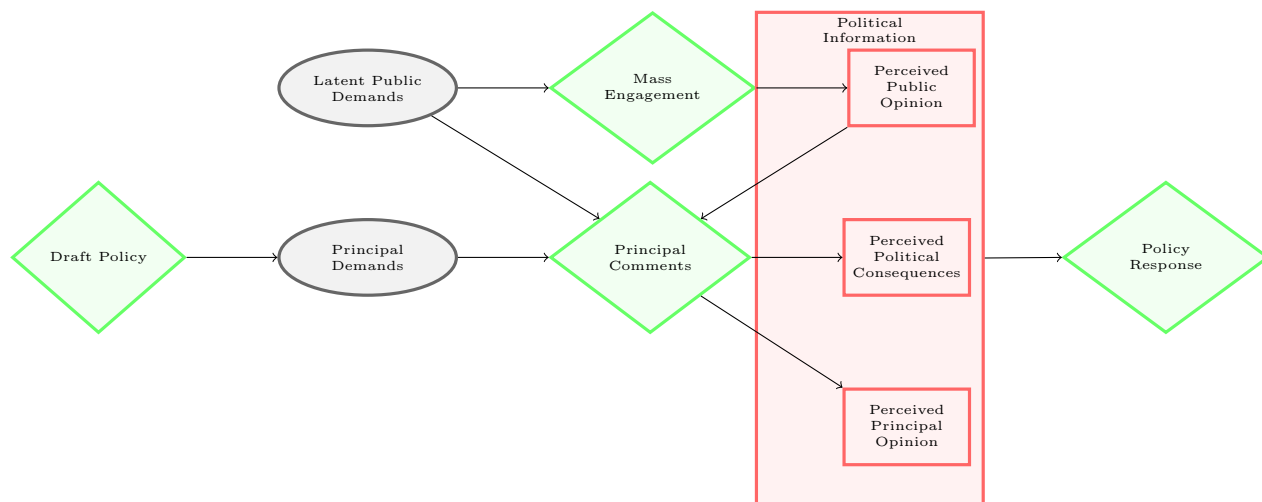 Political
Information
Latent Public
Demands
Mass
Engagement
Perceived
Public
Opinion
Draft Policy
Principal
Demands
Principal
Comments
Perceived
Political
Consequences
Policy
Response
Perceived
Principal
Opinion